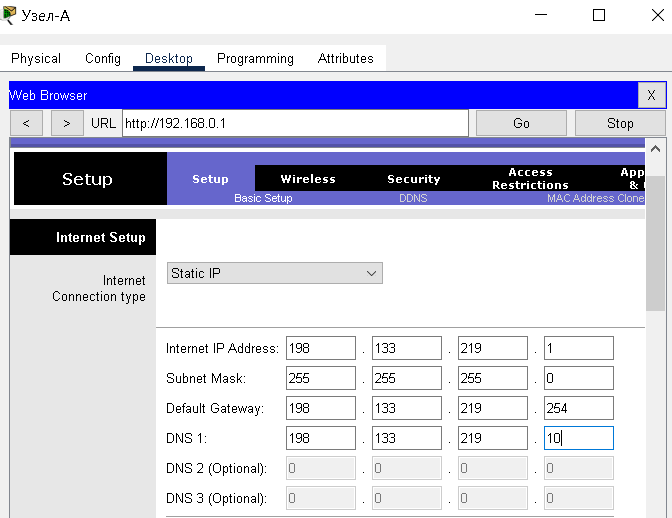 Узел-A
Physical Config Desktop Programming Attributes
Web Browser X
< > URL http://192.168.0.1 Go Stop
Setup Setup Wireless Security Access Restrictions App & 
Basic Setup DDNS MAC Address Clone
Internet Setup
Internet Connection type Static IP
Internet IP Address: 198 . 133 . 219 . 1
Subnet Mask: 255 . 255 . 255 . 0
Default Gateway: 198 . 133 . 219 . 254
DNS 1: 198 . 133 . 219 . 10
DNS 2 (Optional): 0 . 0 . 0 . 0
DNS 3 (Optional): 0 . 0 . 0 . 0